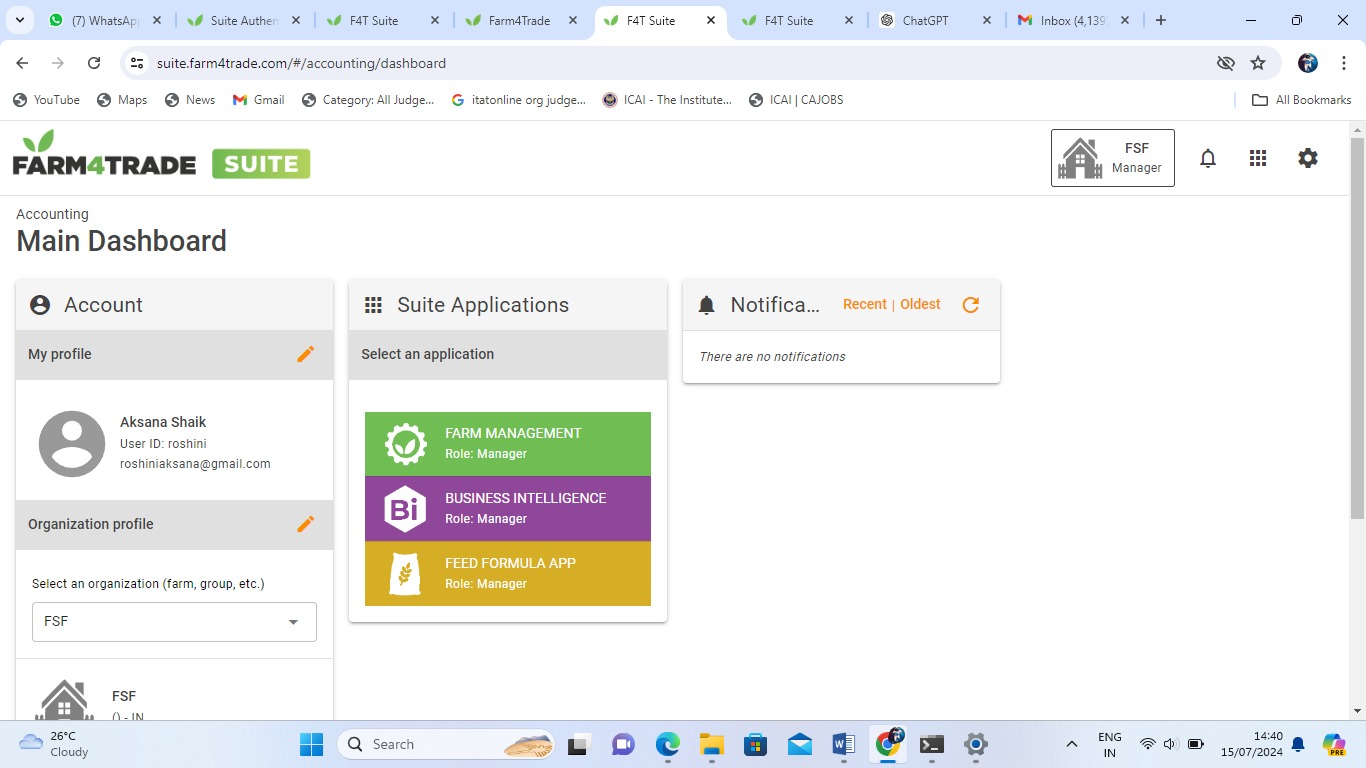 (7) WhatsAp
Suite Authen
F4T Suite
Farm4Trade
F4T Suite
F4T Suite
ChatGPT
Inbox (4,139
suite.farm4trade.com/#/accounting/dashboard
YouTube
Maps
News
Gmail
Category: All Judge...
itatonline org judge...
ICAI - The Institute...
ICAI | CAJOBS
All Bookmarks
FARM4TRADE SUITE
FSF
Manager
Accounting
Main Dashboard
Account
My profile
Aksana Shaik
User ID: roshini
roshiniaksana@gmail.com
Organization profile
Select an organization (farm, group, etc.)
FSF
FSF
() - IN
Suite Applications
Select an application
FARM MANAGEMENT
Role: Manager
Bi
BUSINESS INTELLIGENCE
Role: Manager
FEED FORMULA APP
Role: Manager
Notifica...
Recent | Oldest
There are no notifications
26°C
Cloudy
Search
ENG
IN
14:40
15/07/2024
PRE